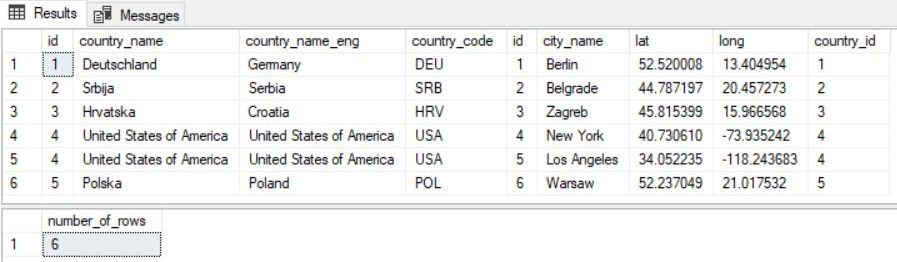 Results Messages
id country_name country_name_eng country_code id city_name lat long country_id
1 1 Deutschland Germany DEU 1 Berlin 52.520008 13.404954 1
2 2 Srbija Serbia SRB 2 Belgrade 44.787197 20.457273 2
3 3 Hrvatska Croatia HRV 3 Zagreb 45.815399 15.966568 3
4 4 United States of America United States of America USA 4 New York 40.730610 -73.935242 4
5 4 United States of America United States of America USA 5 Los Angeles 34.052235 -118.243683 4
6 5 Polska Poland POL 6 Warsaw 52.237049 21.017532 5
number_of_rows
1 6